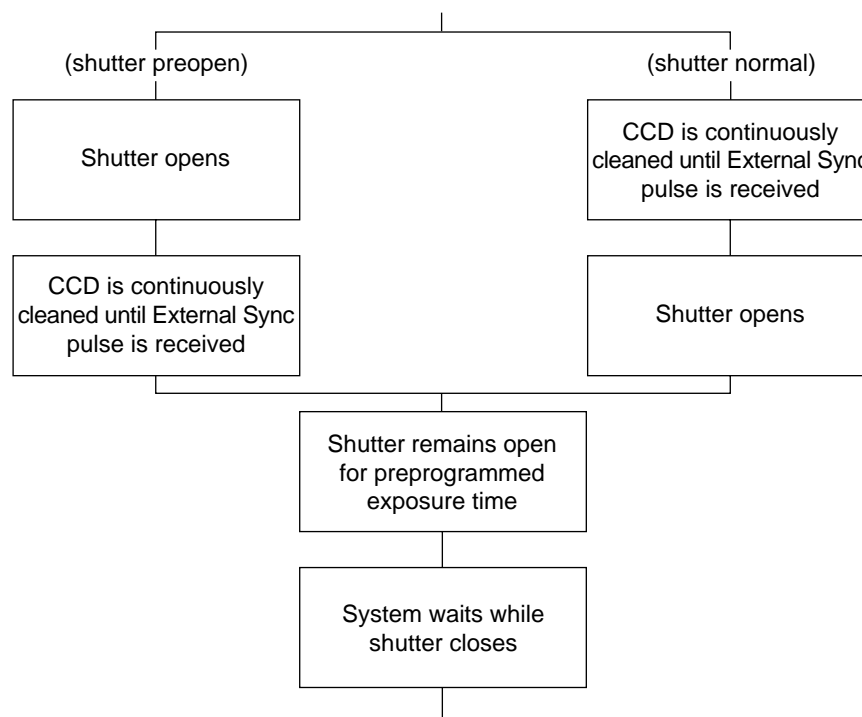 (shutter preopen)
(shutter normal)
Shutter opens
CCD is continuously
cleaned until External Sync
pulse is received
CCD is continuously
cleaned until External Sync
pulse is received
Shutter opens
Shutter remains open
for preprogrammed
exposure time
System waits while
shutter closes